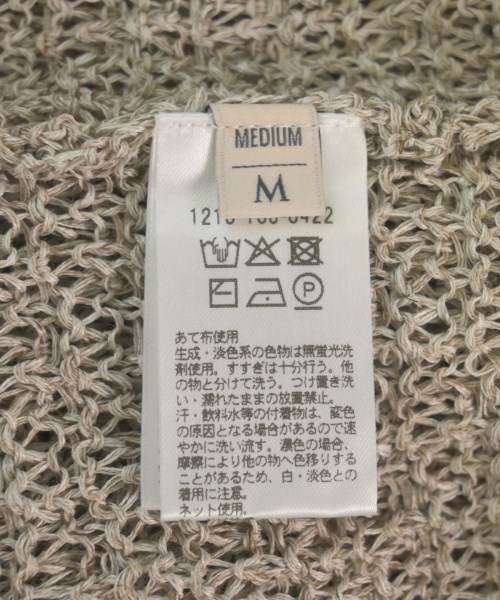 MEDIUM
M
P
あて布使用
生成・淡色系の色物は無蛍光洗
剤使用。すすぎは十分行う。他
の物と分けて洗う。つけ置き洗
い・濡れたままの放置禁止。
汗・飲料水等の付着物は、変色
の原因となる場合があるので速
やかに洗い流す。濃色の場合、
摩擦により他の物へ色移りする
ことがあるため、白・淡色との
着用に注意。
ネット使用。